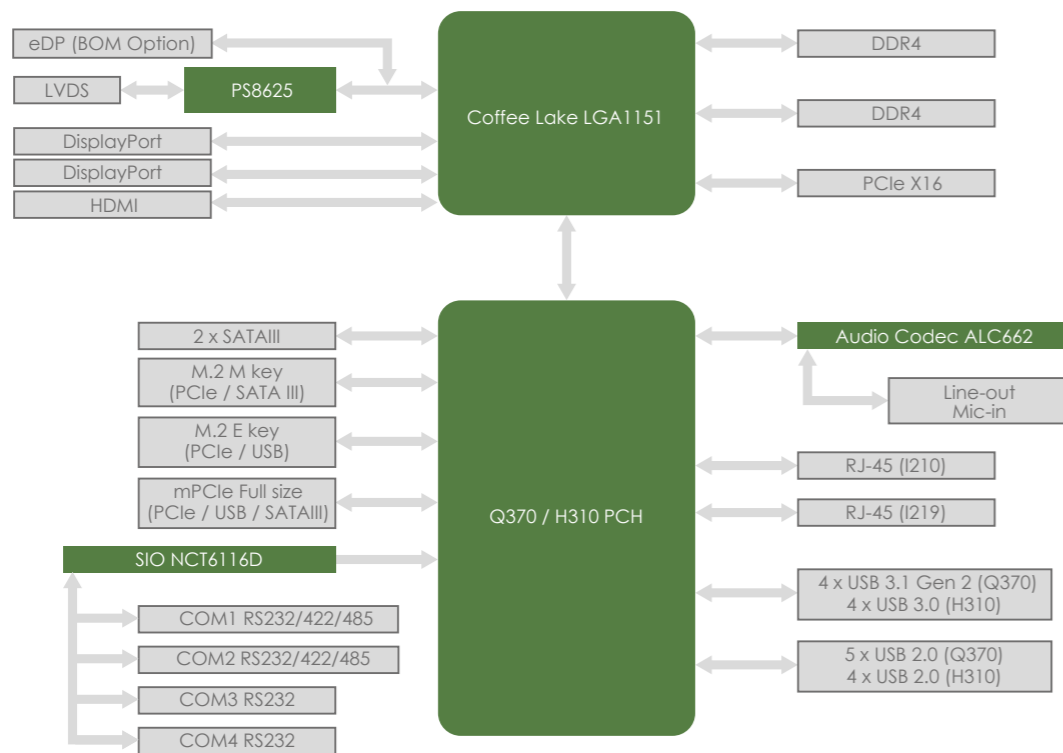 eDP (BOM Option)
LVDS
PS8625
DisplayPort
DisplayPort
HDMI
Coffee Lake LGA1151
DDR4
DDR4
PCIe X16
2 x SATAIII
M.2 M key
(PCIe / SATA III)
M.2 E key
(PCIe / USB)
mPCIe Full size
(PCIe / USB / SATAIII)
SIO NCT6116D
COM1 RS232/422/485
COM2 RS232/422/485
COM3 RS232
COM4 RS232
Q370 / H310 PCH
Audio Codec ALC662
Line-out
Mic-in
RJ-45 (I210)
RJ-45 (I219)
4 x USB 3.1 Gen 2 (Q370)
4 x USB 3.0 (H310)
5 x USB 2.0 (Q370)
4 x USB 2.0 (H310)